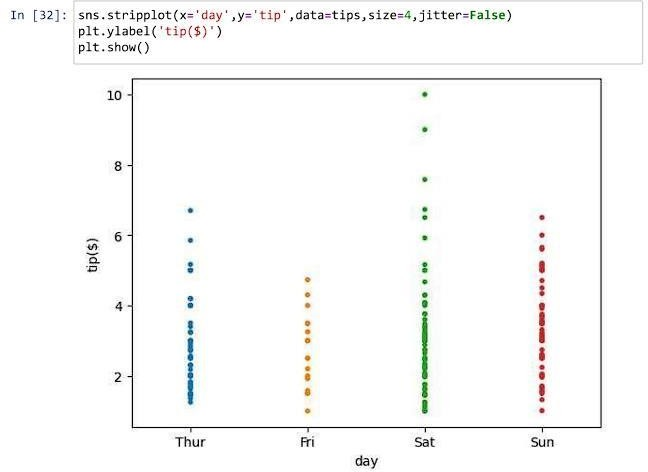 In [32]: sns.stripplot(x='day',y='tip',data=tips,size=4,jitter=False)
plt.ylabel('tip($)')
plt.show()
10
8
6
4
2
tip($)
Thur Fri Sat Sun
day